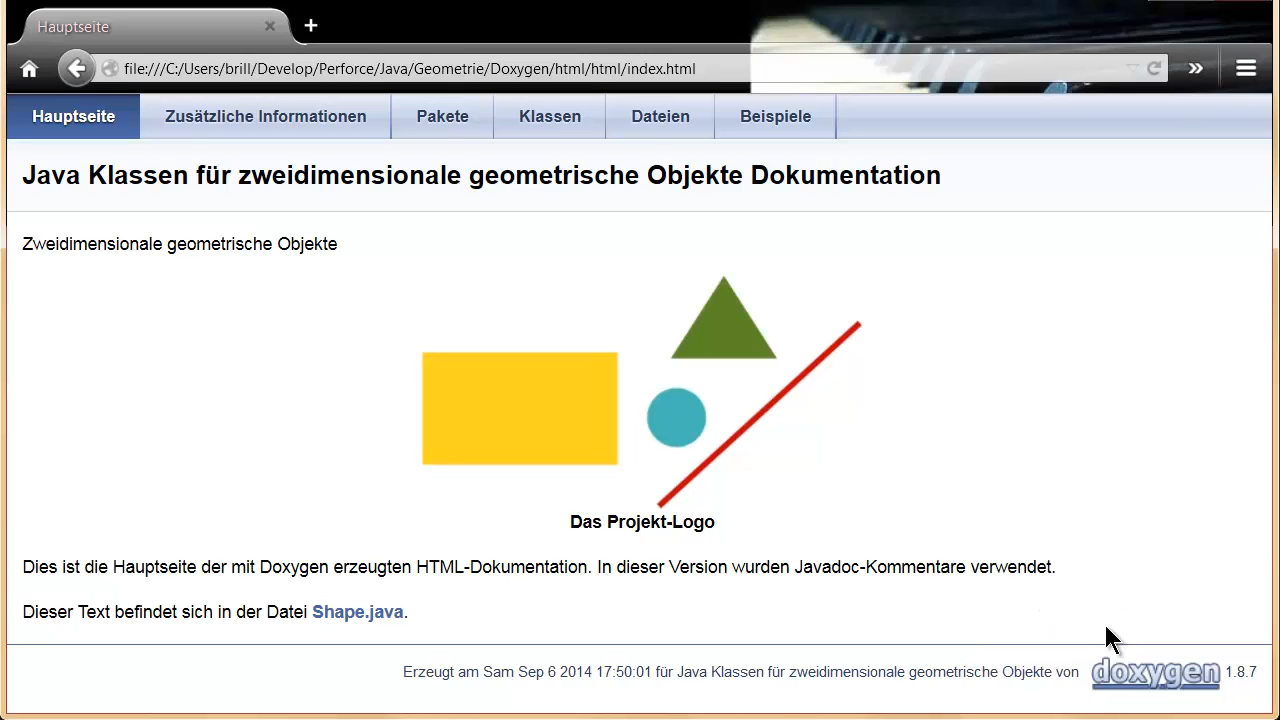 Hauptseite
file:///C:/Users/brill/Develop/Perforce/Java/Geometrie/Doxygen/html/html/index.html
Hauptseite Zusätzliche Informationen Pakete Klassen Dateien Beispiele
Java Klassen für zweidimensionale geometrische Objekte Dokumentation
Zweidimensionale geometrische Objekte
Das Projekt-Logo
Dies ist die Hauptseite der mit Doxygen erzeugten HTML-Dokumentation. In dieser Version wurden Javadoc-Kommentare verwendet.
Dieser Text befindet sich in der Datei Shape.java.
Erzeugt am Sam Sep 6 2014 17:50:01 für Java Klassen für zweidimensionale geometrische Objekte von doxygen 1.8.7